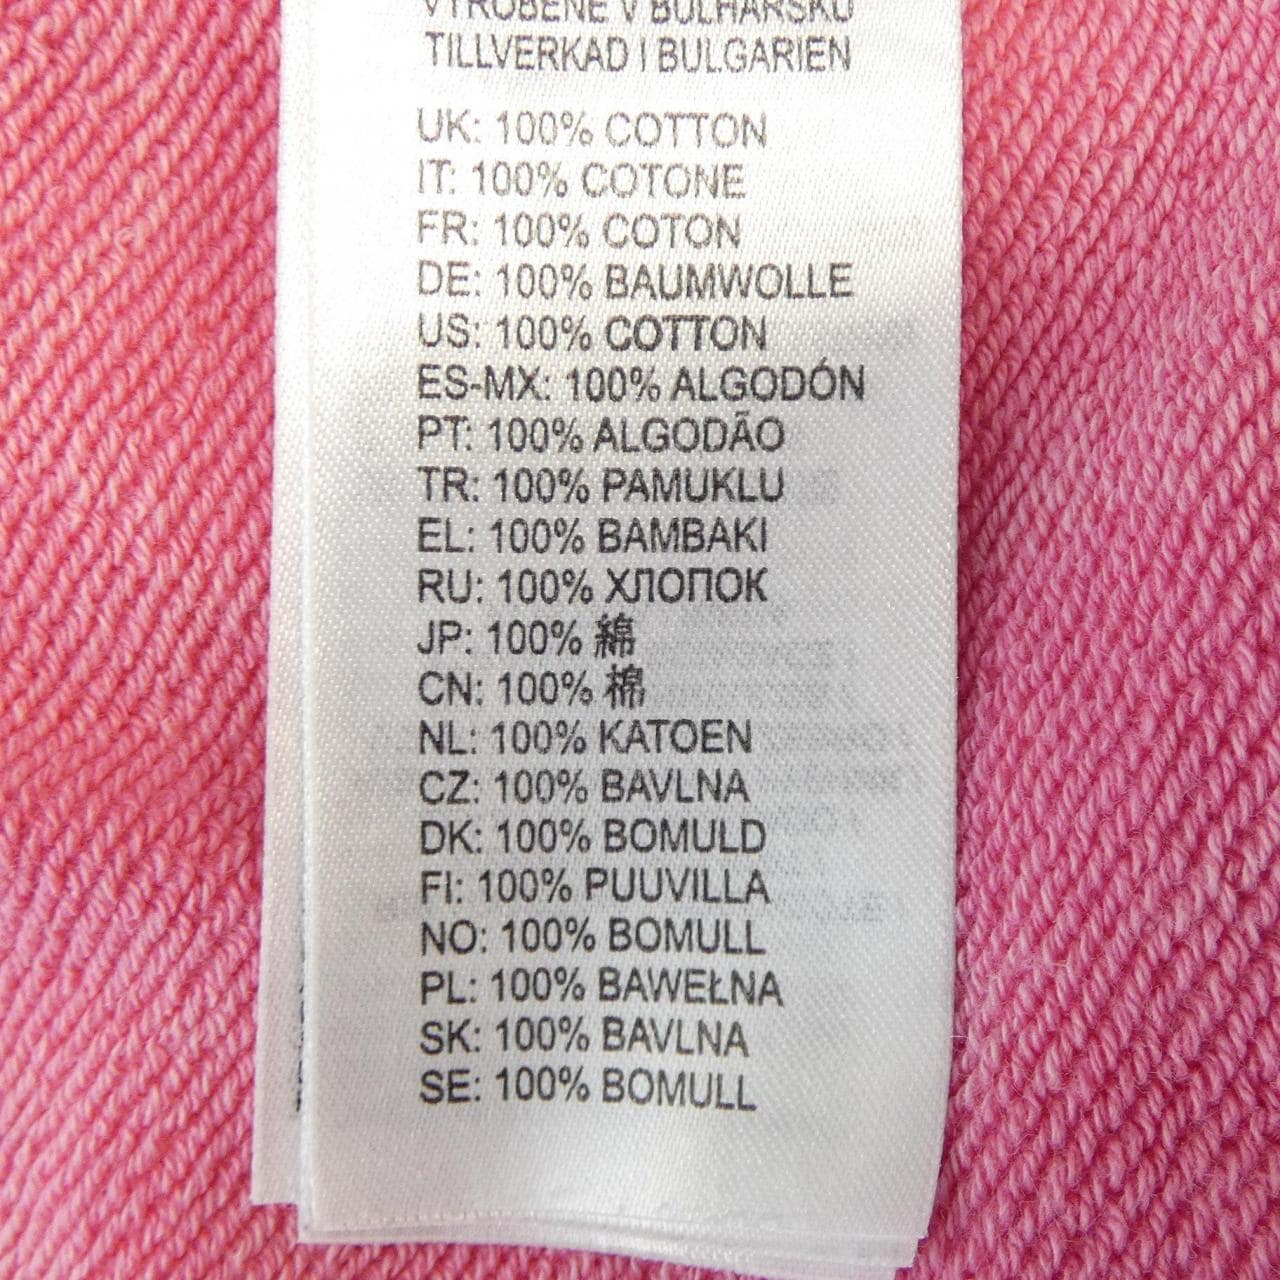 VYROBENÉ V BULHARSKU
TILLVERKAD I BULGARIEN
UK: 100% COTTON
IT: 100% COTONE
FR: 100% COTON
DE: 100% BAUMWOLLE
US: 100% COTTON
ES-MX: 100% ALGODÓN
PT: 100% ALGODÃO
TR: 100% PAMUKLU
EL: 100% BAMBAKI
RU: 100% ХЛОПОК
JP: 100% 綿
CN: 100% 棉
NL: 100% KATOEN
CZ: 100% BAVLNA
DK: 100% BOMULD
FI: 100% PUUVILLA
NO: 100% BOMULL
PL: 100% BAWEŁNA
SK: 100% BAVLNA
SE: 100% BOMULL